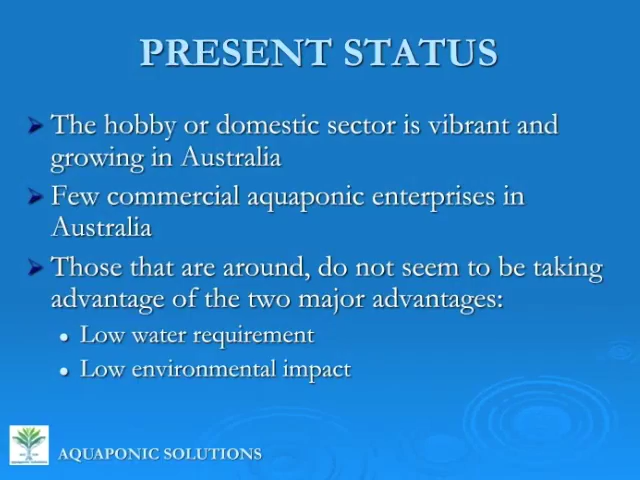 PRESENT STATUS
The hobby or domestic sector is vibrant and
growing in Australia
Few commercial aquaponic enterprises in
Australia
Those that are around, do not seem to be taking
advantage of the two major advantages:
Low water requirement
Low environmental impact
AQUAPONIC SOLUTIONS